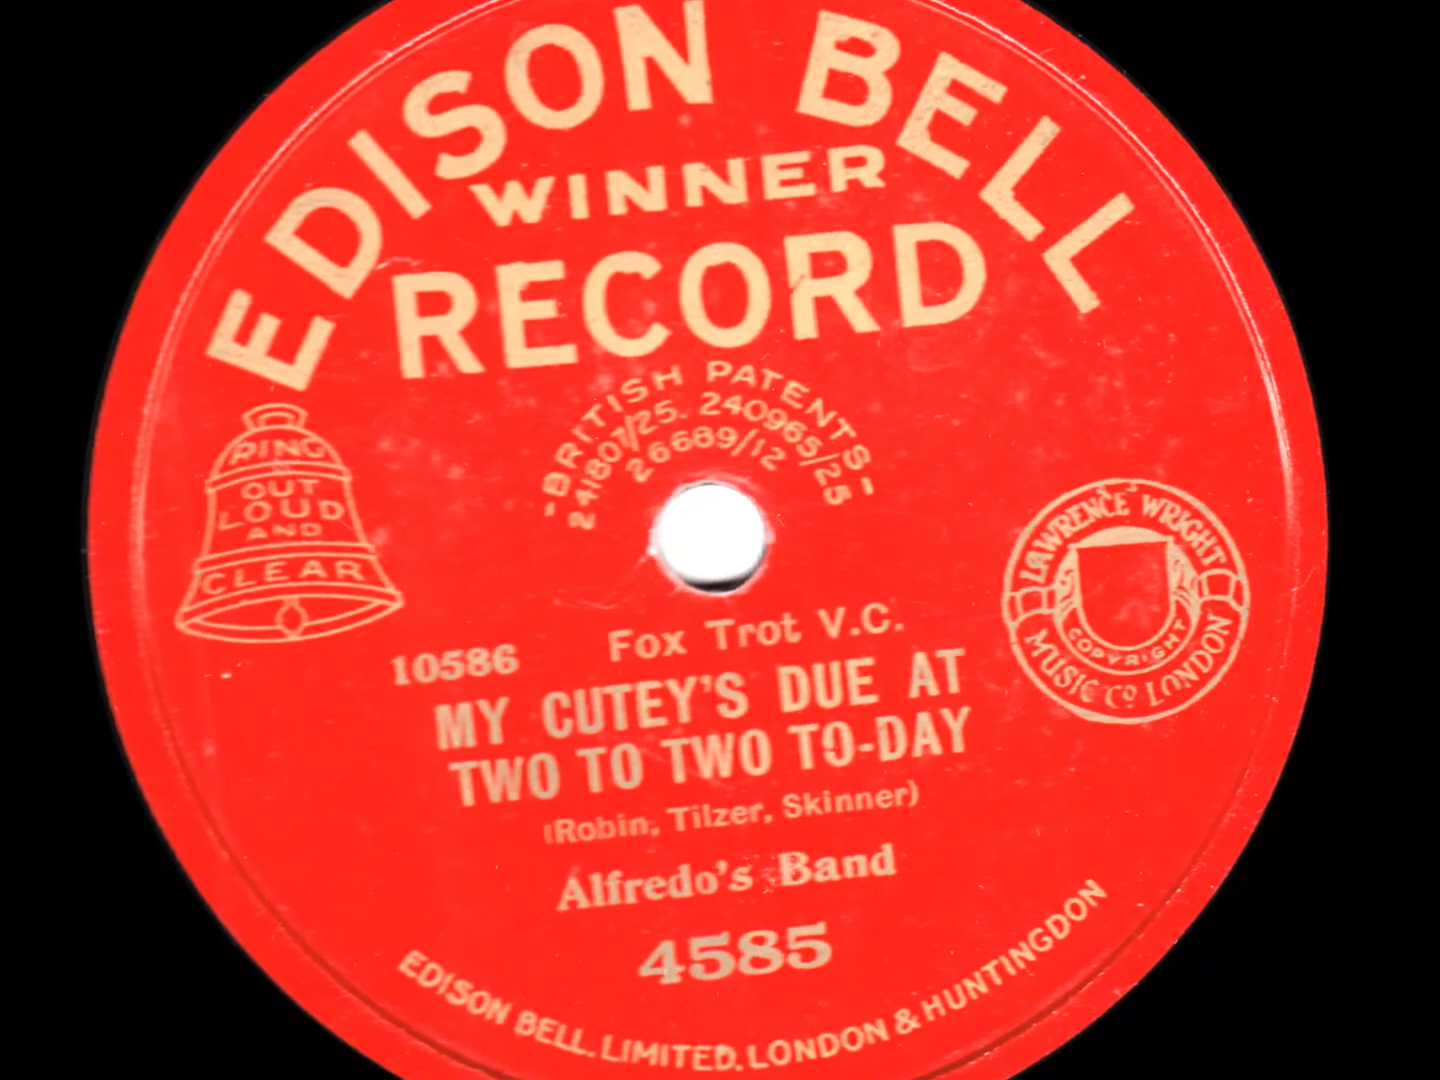 EDISON BELL
WINNER
RECORD
-BRITISH PATENTS-
241807/25. 240965/25
26689/12
RING
OUT
LOUD
AND
CLEAR
LAWRENCE WRIGHT
MUSIC Co LONDON
COPYRIGHT
Fox Trot V.C.
10586
MY CUTEY'S DUE AT
TWO TO TWO TO-DAY
(Robin, Tilzer, Skinner)
Alfredo's Band
4585
EDISON BELL, LIMITED, LONDON & HUNTINGDON